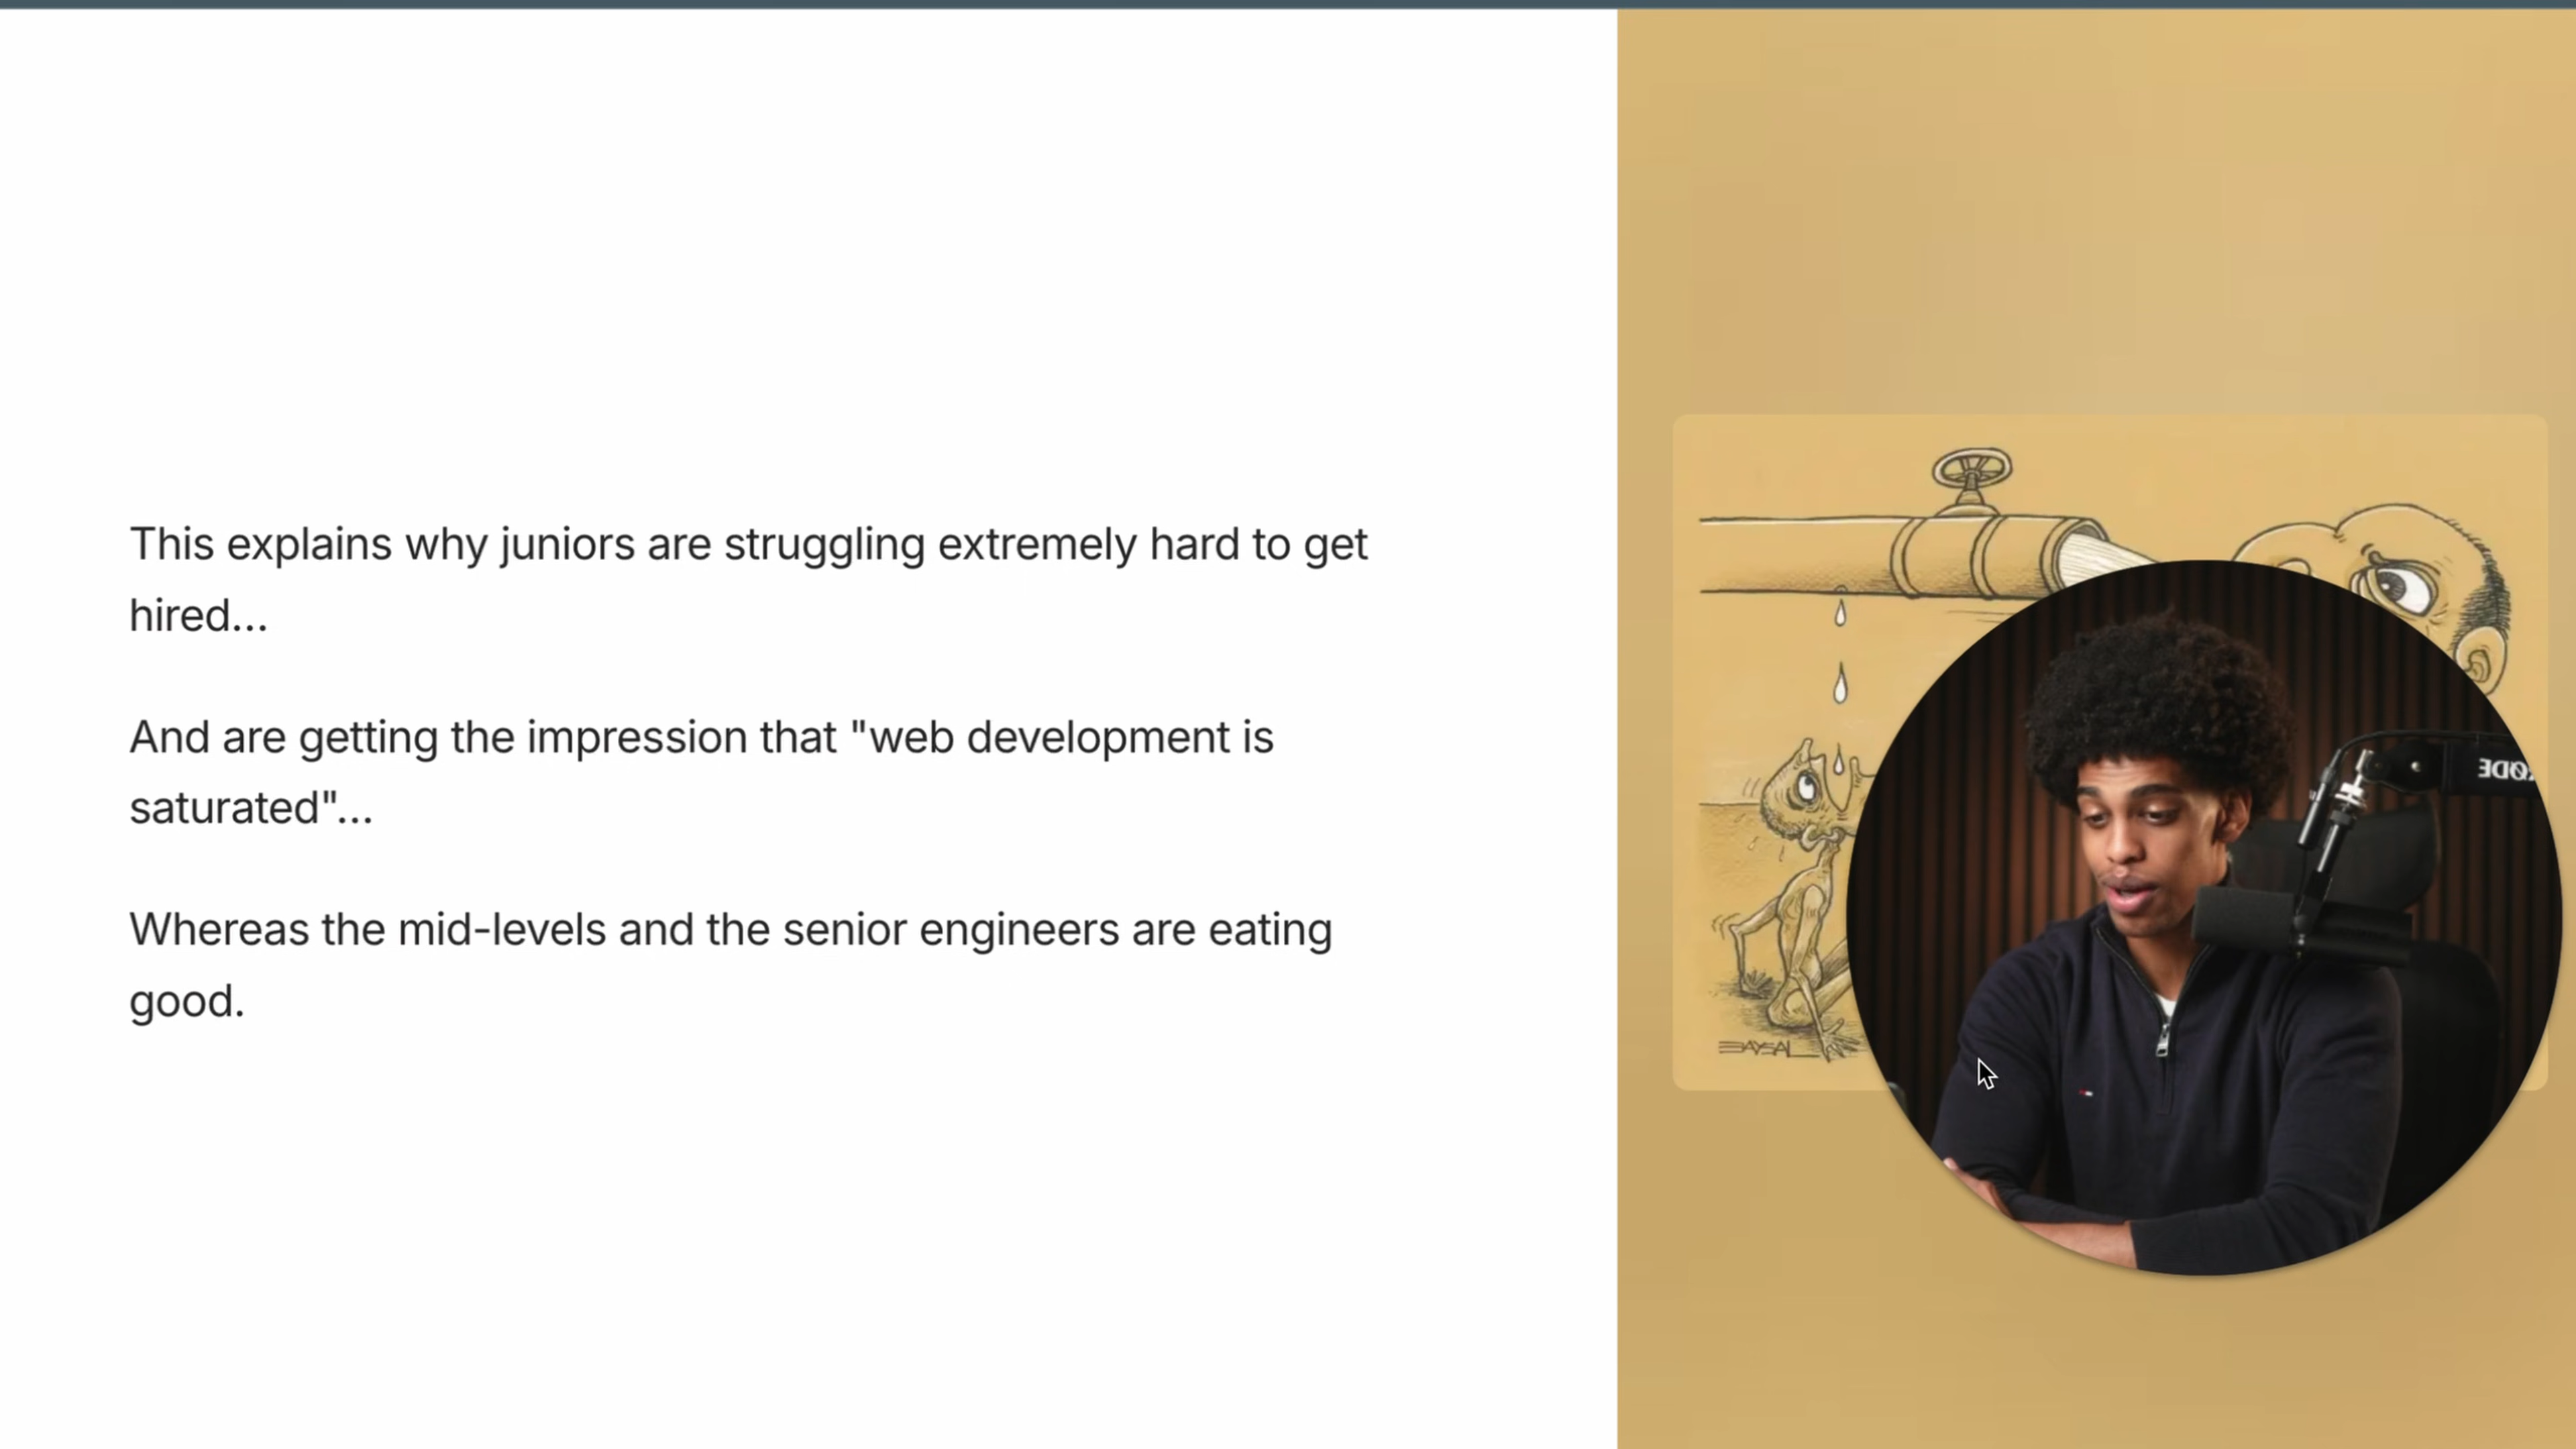 This explains why juniors are struggling extremely hard to get
hired...
And are getting the impression that "web development is
saturated"...
Whereas the mid-levels and the senior engineers are eating
good.
BAYSAL